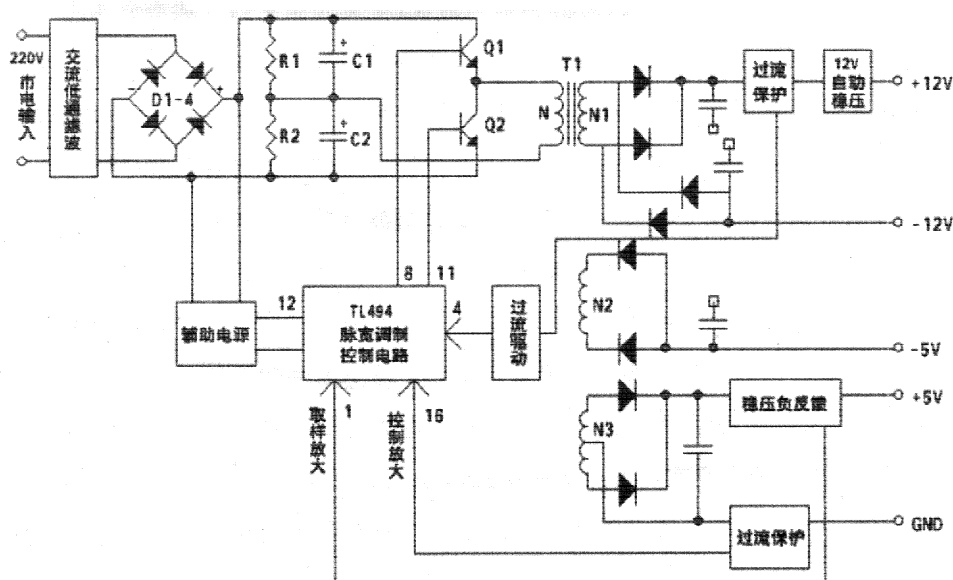 220V
市电输入
交流低通滤波
D1-4
-
+
R1
R2
+
C1
+
C2
Q1
Q2
T1
N
N1
过流
保护
12V
自动
稳压
+12V
-12V
8
11
12
4
辅助电源
TL494
脉宽调制
控制电路
过流驱动
N2
-5V
+5V
取样放大
1
控制放大
16
N3
稳压负反馈
过流保护
GND